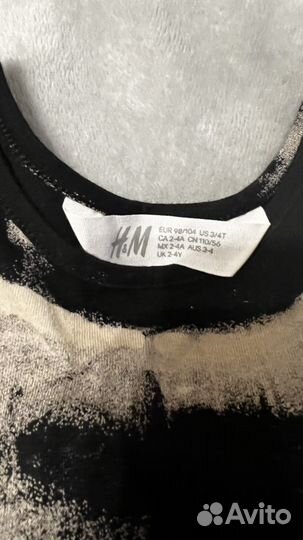 H&M
EUR 98/104 US 3/4T
CA 2-4A CN 110/56
MX 2-4A AUS 3-4
UK 2-4Y
Avito